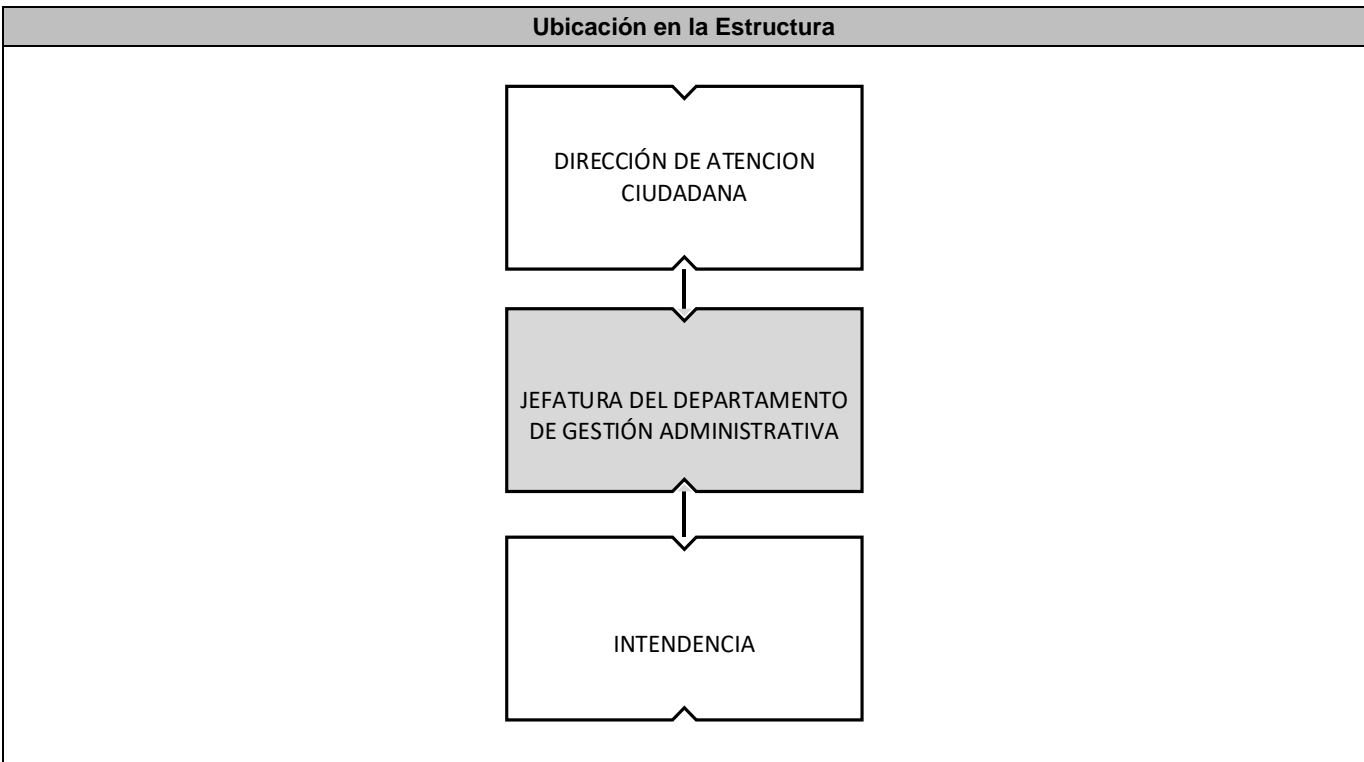 Ubicación en la Estructura
DIRECCIÓN DE ATENCION
CIUDADANA
JEFATURA DEL DEPARTAMENTO
DE GESTIÓN ADMINISTRATIVA
INTENDENCIA